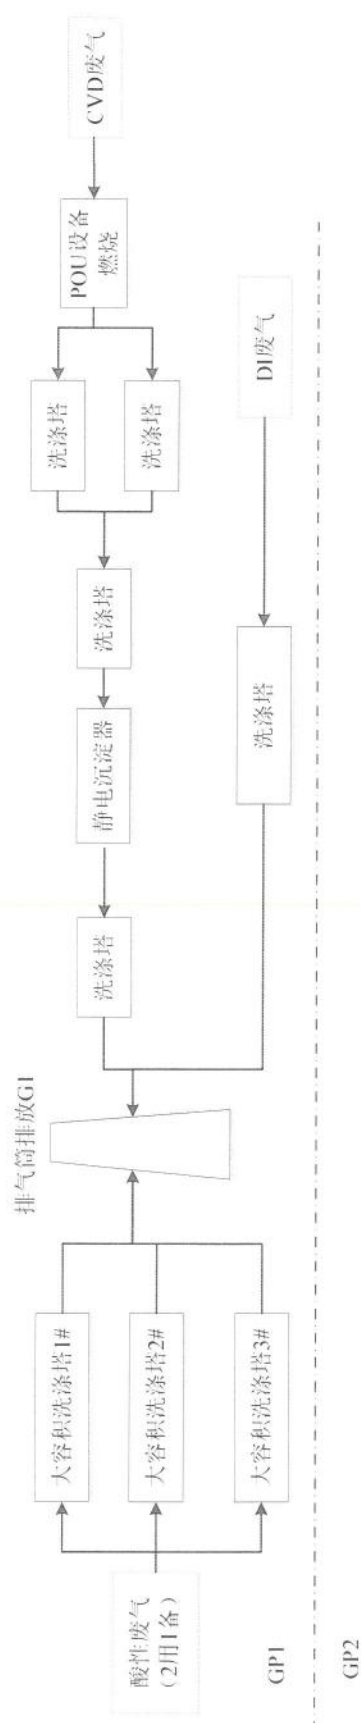 排气筒排放G1
酸性废气
（2用1备）
大容积洗涤塔1#
大容积洗涤塔2#
大容积洗涤塔3#
洗涤塔
静电沉淀器
洗涤塔
洗涤塔
洗涤塔
POU设备
燃烧
CVD废气
洗涤塔
DI废气
GP1
GP2